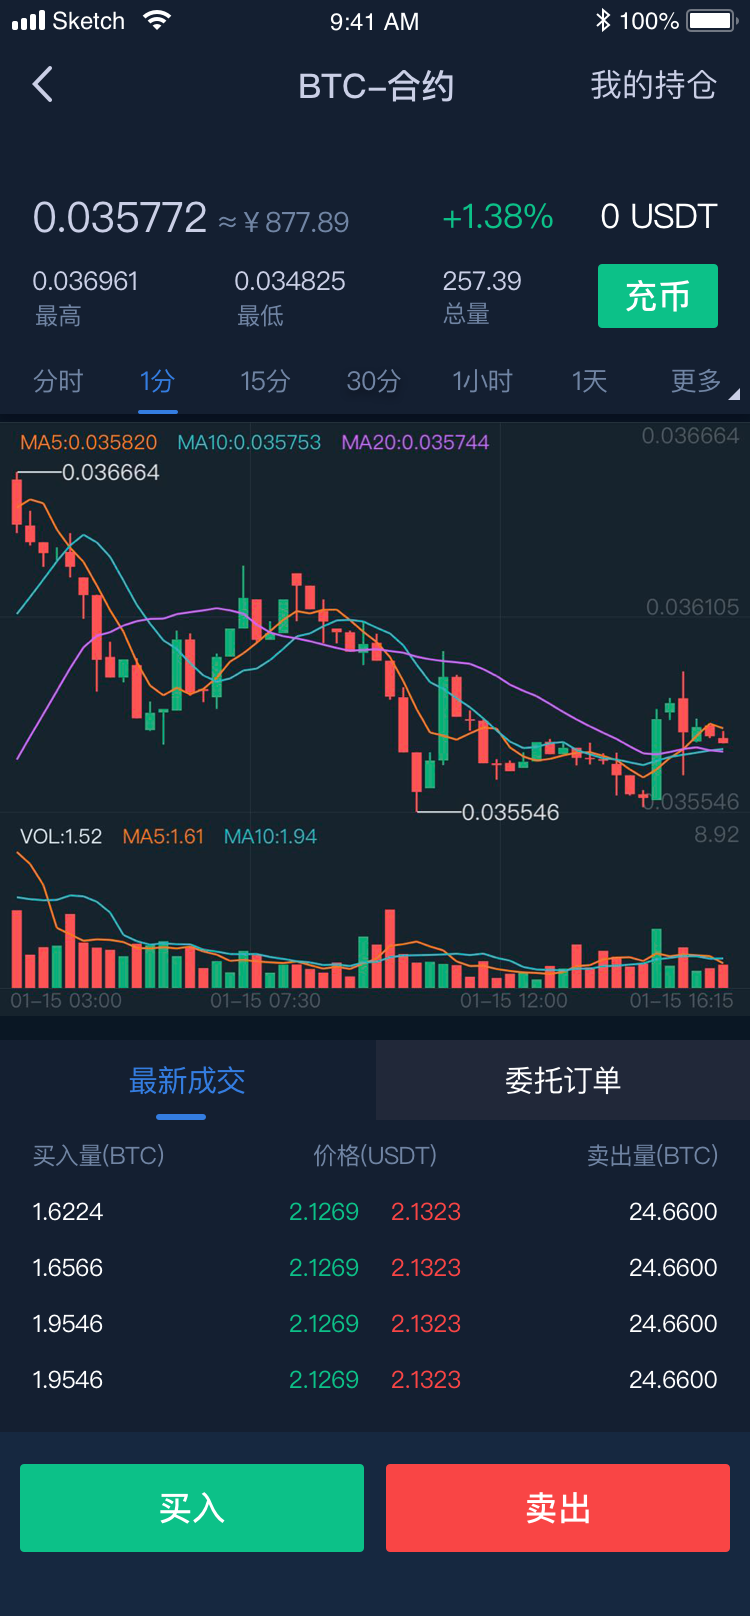 Sketch 9:41 AM 100%
BTC-合约 我的持仓
0.035772 ≈ ¥877.89 +1.38% 0 USDT
0.036961 0.034825 257.39 充币
最高 最低 总量
分时 1分 15分 30分 1小时 1天 更多
0.036664
MA5:0.035820 MA10:0.035753 MA20:0.035744
0.036664
0.036105
0.035546
0.035546
VOL:1.52 MA5:1.61 MA10:1.94 8.92
01-15 03:00 01-15 07:30 01-15 12:00 01-15 16:15
最新成交 委托订单
买入量(BTC) 价格(USDT) 卖出量(BTC)
1.6224 2.1269 2.1323 24.6600
1.6566 2.1269 2.1323 24.6600
1.9546 2.1269 2.1323 24.6600
1.9546 2.1269 2.1323 24.6600
买入 卖出